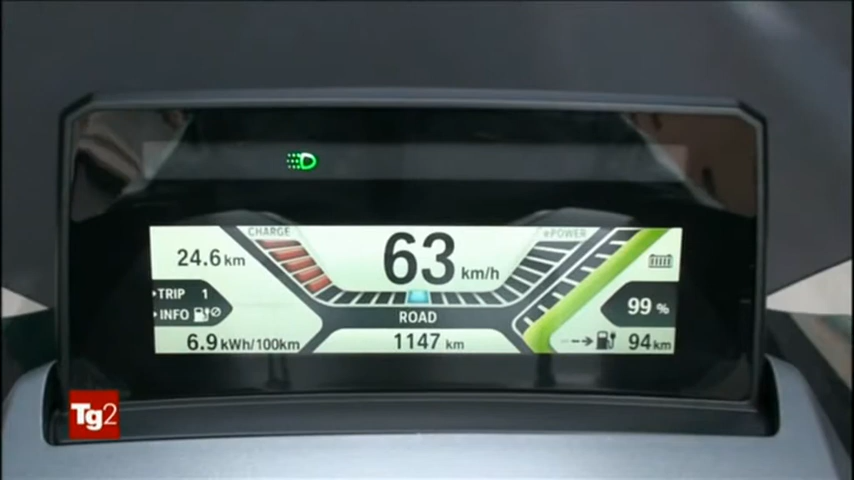 CHARGE
ePOWER
24.6 km
63 km/h
TRIP 1
INFO
99 %
ROAD
6.9 kWh/100km
1147 km
94 km
Tg2